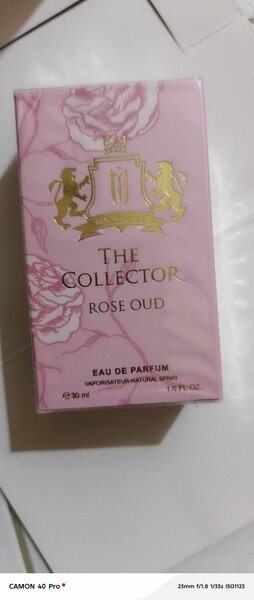 THE
COLLECTOR
ROSE OUD
EAU DE PARFUM
VAPORISATEUR-NATURAL SPRAY
℮30 ml 1.0 FL.OZ.
CAMON 40 Pro 23mm f/1.8 1/33s ISO1123